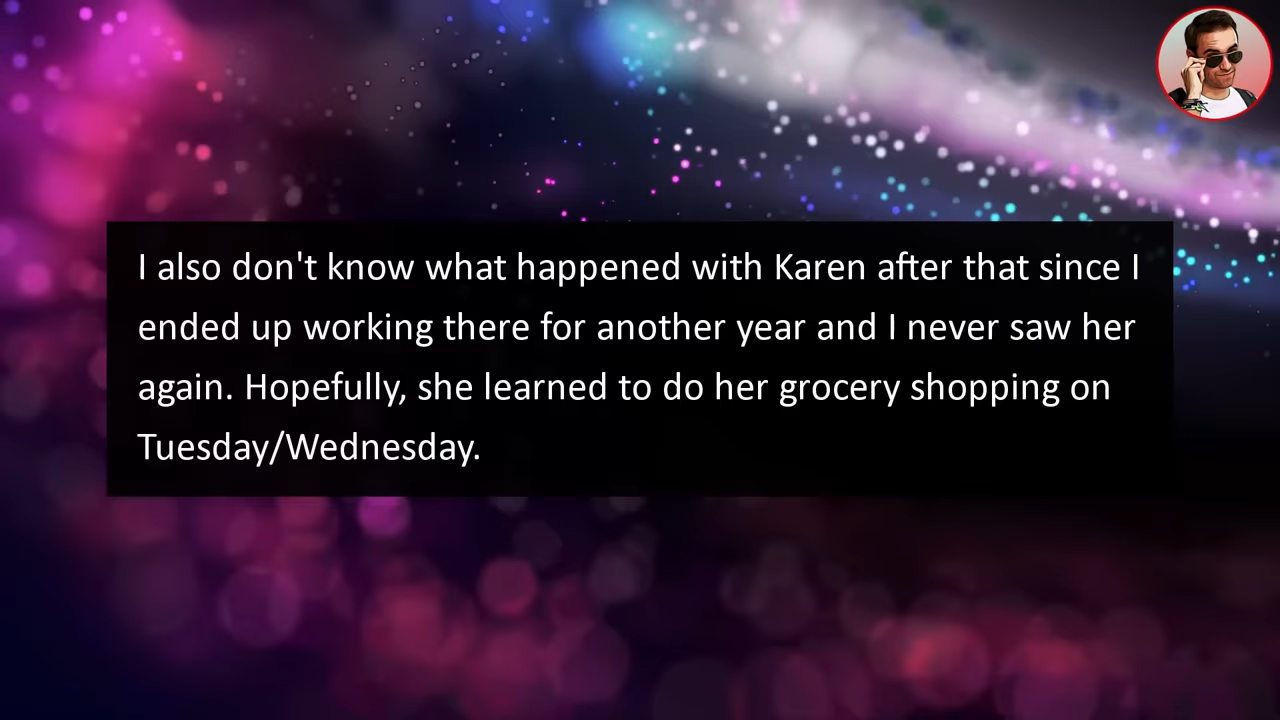 I also don't know what happened with Karen after that since I
ended up working there for another year and I never saw her
again. Hopefully, she learned to do her grocery shopping on
Tuesday/Wednesday.